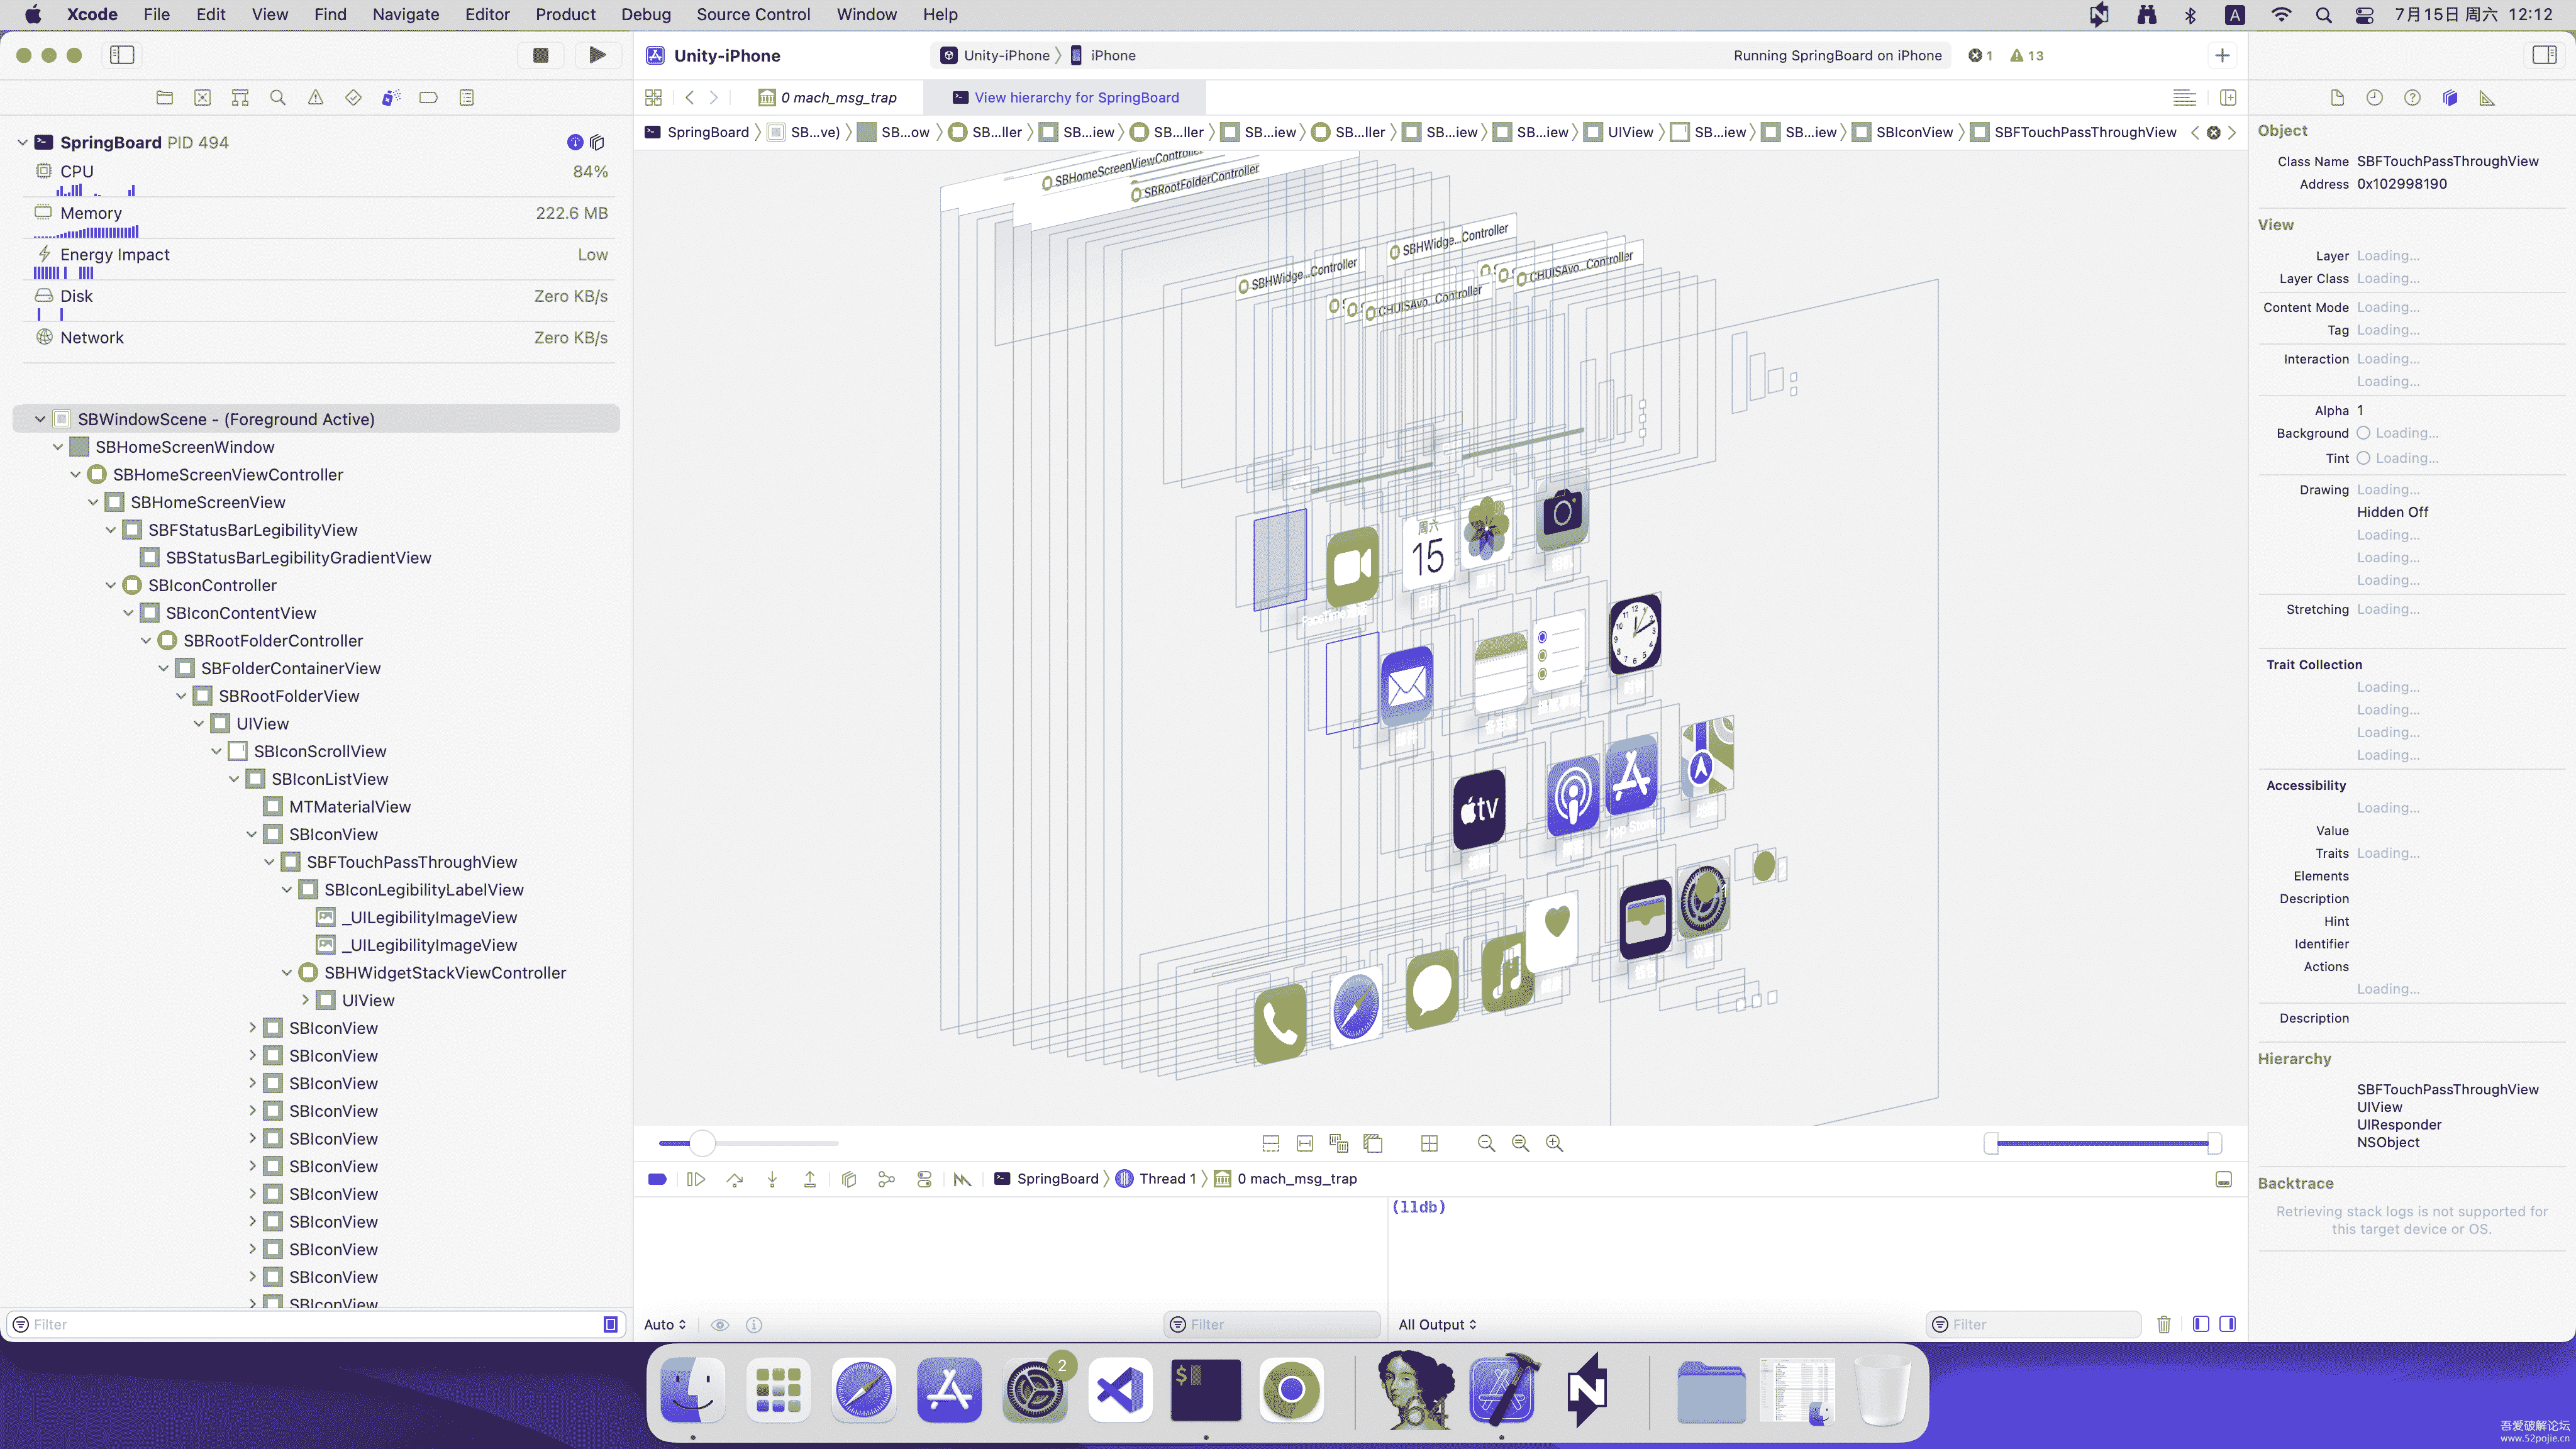 Xcode File Edit View Find Navigate Editor Product Debug Source Control Window Help
A 7月15日 周六 12:12
Unity-iPhone
Unity-iPhone iPhone
Running SpringBoard on iPhone 1 13
0 mach_msg_trap
View hierarchy for SpringBoard
SpringBoard SB...ve) SB...ow SB...ller SB...iew SB...ller SB...iew SB...ller SB...iew SB...iew UIView SB...iew SB...iew SBIconView SBFTouchPassThroughView
SpringBoard PID 494
CPU 84%
Memory 222.6 MB
Energy Impact Low
Disk Zero KB/s
Network Zero KB/s
SBWindowScene - (Foreground Active)
SBHomeScreenWindow
SBHomeScreenViewController
SBHomeScreenView
SBFStatusBarLegibilityView
SBStatusBarLegibilityGradientView
SBIconController
SBIconContentView
SBRootFolderController
SBFolderContainerView
SBRootFolderView
UIView
SBIconScrollView
SBIconListView
MTMaterialView
SBIconView
SBFTouchPassThroughView
SBIconLegibilityLabelView
_UILegibilityImageView
_UILegibilityImageView
SBHWidgetStackViewController
UIView
SBIconView
SBIconView
SBIconView
SBIconView
SBIconView
SBIconView
SBIconView
SBIconView
SBIconView
SBIconView
SBIconView
Filter
SBHomeScreenViewController
SBRootFolderController
SBHWidge...Controller
SBHWidge...Controller
CHUISAvo...Controller
CHUISAvo...Controller
周六
15
tv
App Store
SpringBoard Thread 1 0 mach_msg_trap
(lldb)
Auto
Filter
All Output
Filter
Object
Class Name SBFTouchPassThroughView
Address 0x102998190
View
Layer Loading...
Layer Class Loading...
Content Mode Loading...
Tag Loading...
Interaction Loading...
Loading...
Alpha 1
Background Loading...
Tint Loading...
Drawing Loading...
Hidden Off
Loading...
Loading...
Loading...
Stretching Loading...
Trait Collection
Loading...
Loading...
Loading...
Loading...
Accessibility
Loading...
Value
Traits Loading...
Elements
Description
Hint
Identifier
Actions
Loading...
Description
Hierarchy
SBFTouchPassThroughView
UIView
UIResponder
NSObject
Backtrace
Retrieving stack logs is not supported for
this target device or OS.
2
$
64
N
吾爱破解论坛
www.52pojie.cn